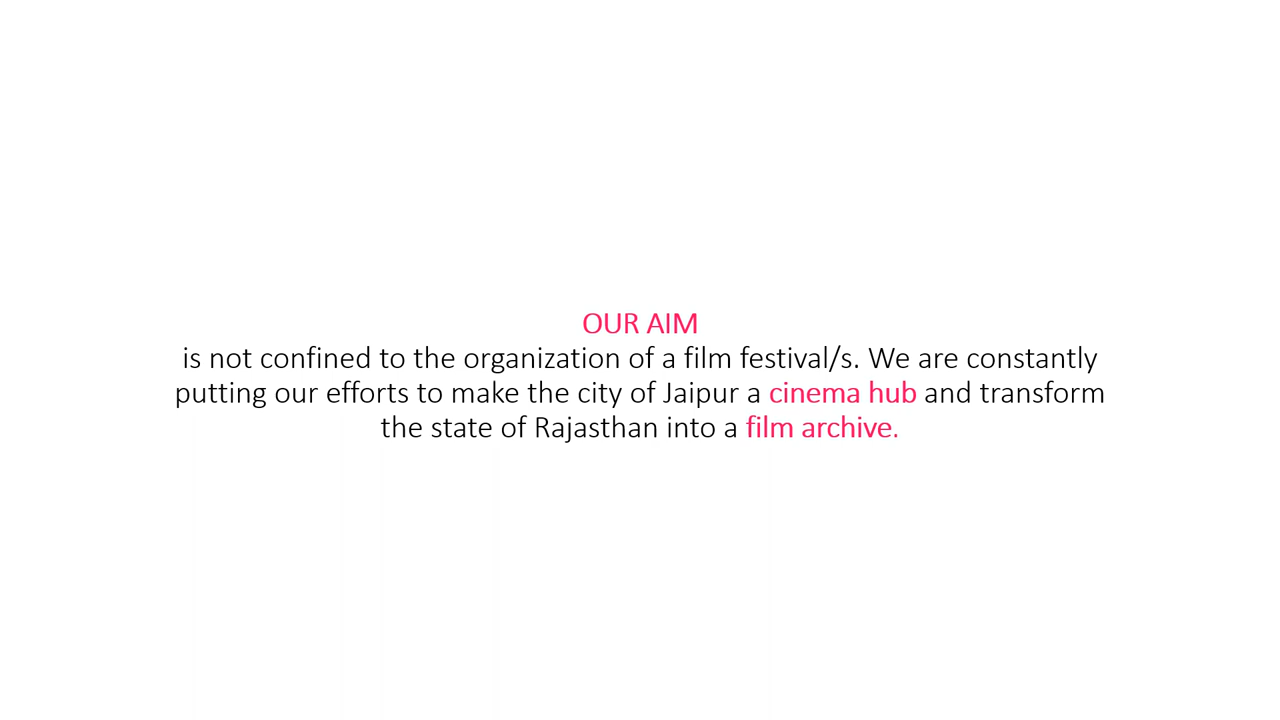 OUR AIM
is not confined to the organization of a film festival/s. We are constantly
putting our efforts to make the city of Jaipur a cinema hub and transform
the state of Rajasthan into a film archive.